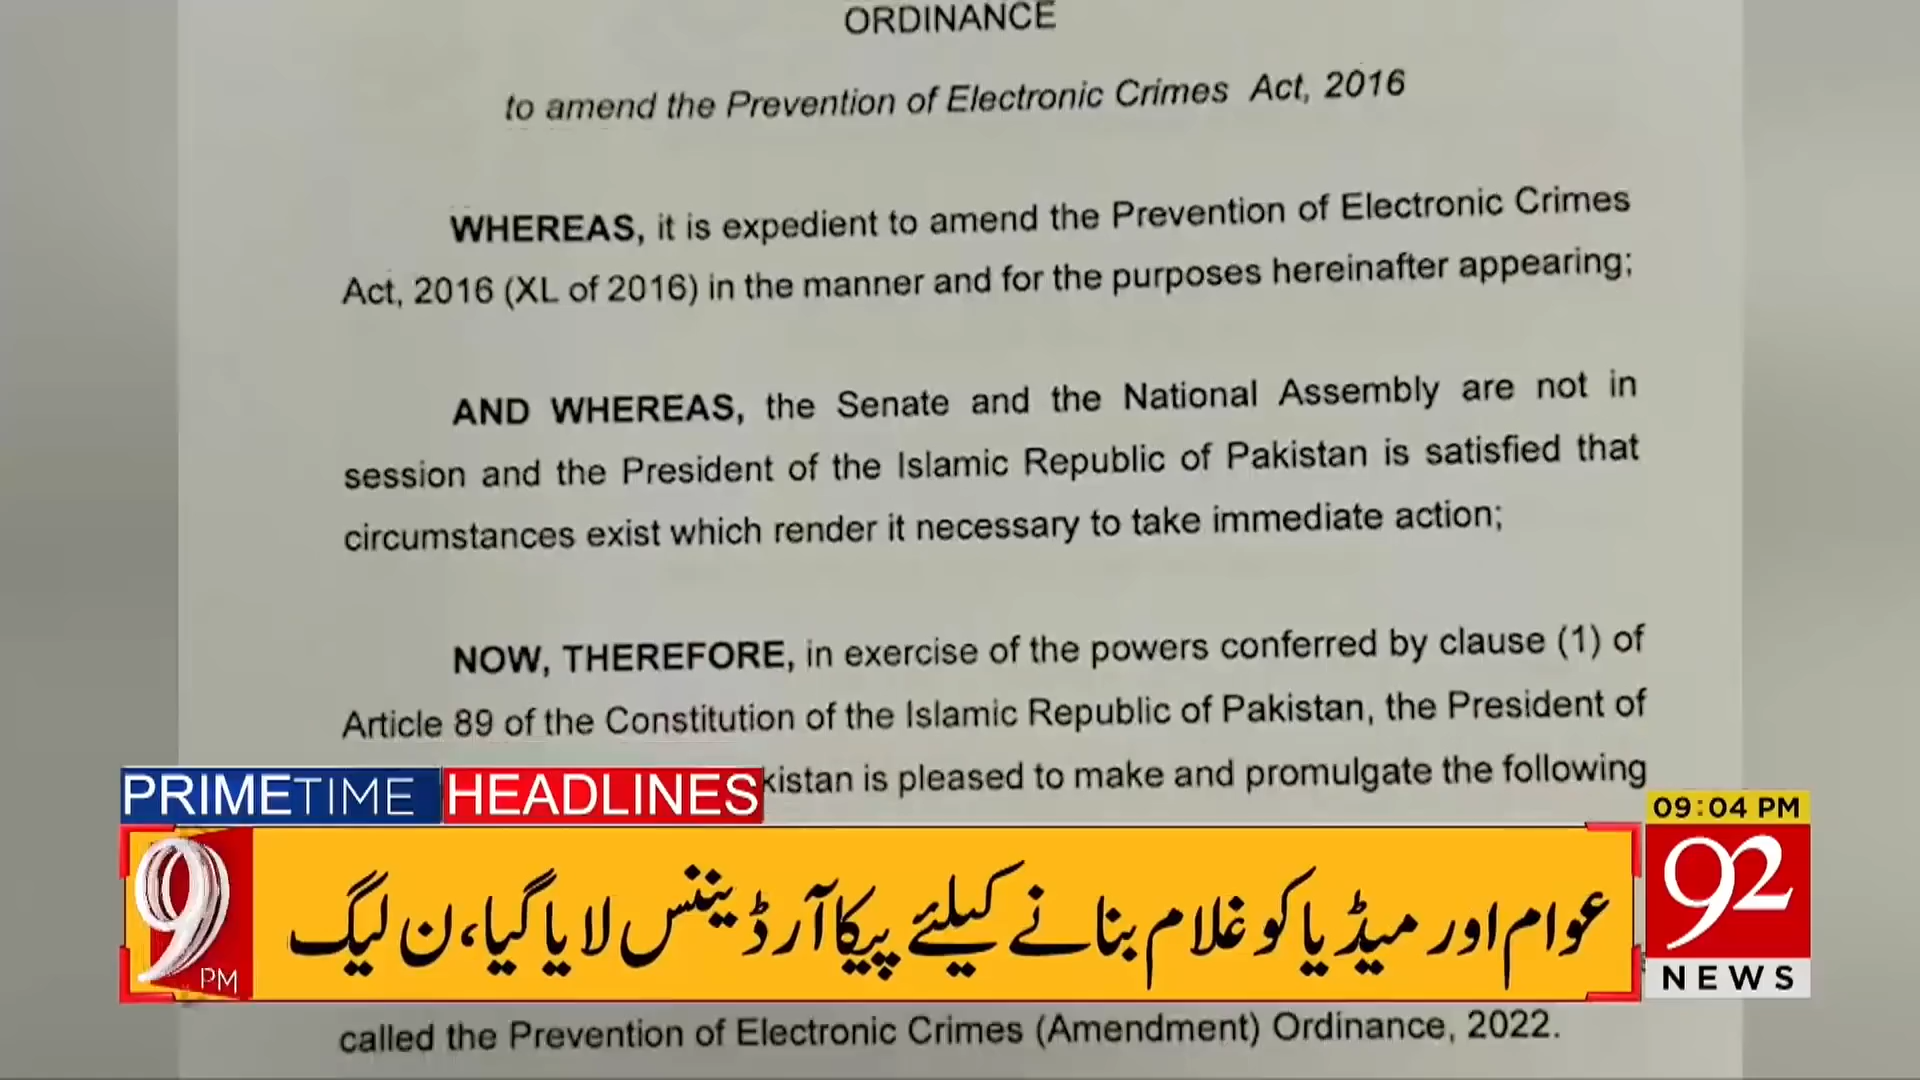 ORDINANCE
to amend the Prevention of Electronic Crimes Act, 2016
WHEREAS, it is expedient to amend the Prevention of Electronic Crimes
Act, 2016 (XL of 2016) in the manner and for the purposes hereinafter appearing;
AND WHEREAS, the Senate and the National Assembly are not in
session and the President of the Islamic Republic of Pakistan is satisfied that
circumstances exist which render it necessary to take immediate action;
NOW, THEREFORE, in exercise of the powers conferred by clause (1) of
Article 89 of the Constitution of the Islamic Republic of Pakistan, the President of
kistan is pleased to make and promulgate the following
PRIMETIME HEADLINES
09:04 PM
9 PM
عوام اور میڈیا کو غلام بنانے کیلئے پیکا آرڈیننس لایا گیا، ن لیگ
92
NEWS
called the Prevention of Electronic Crimes (Amendment) Ordinance, 2022.